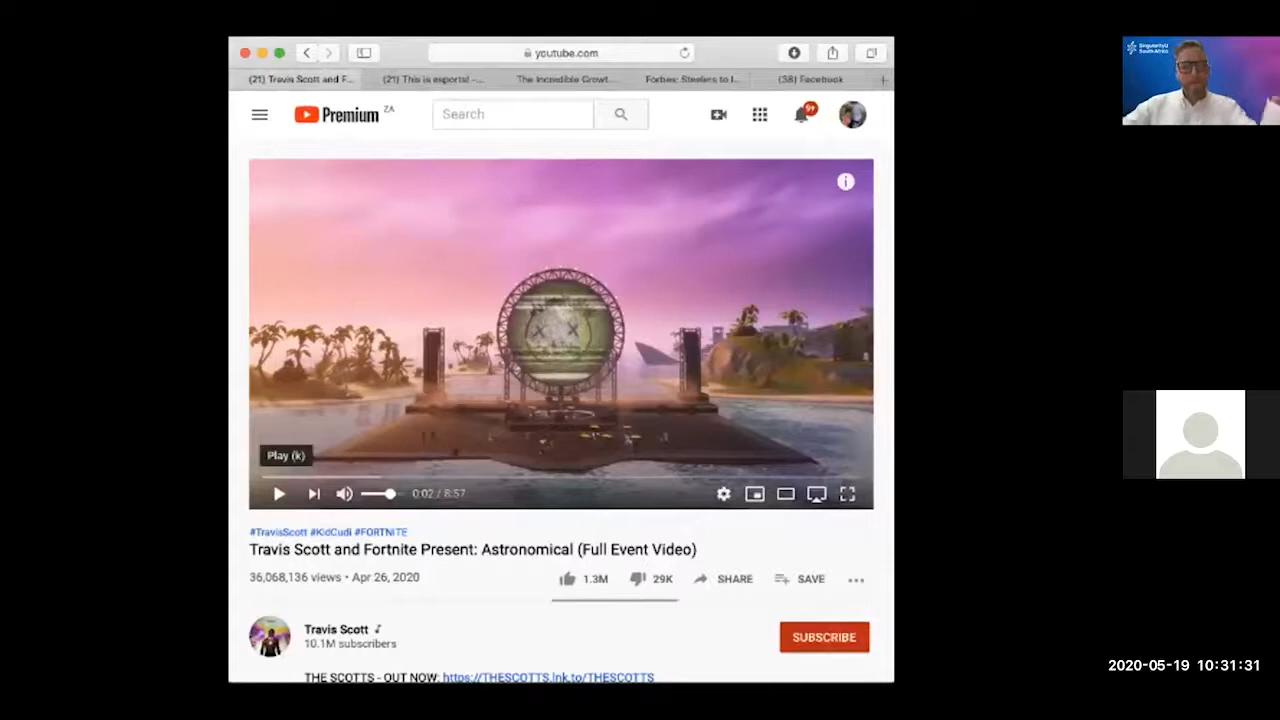 youtube.com
(21) Travis Scott and F...
(21) This is esports! -...
The Incredible Growt...
Forbes: Steelers to I...
(38) Facebook
Premium ZA
Search
9+
SingularityU
South Africa
Play (k)
0:02 / 8:57
#TravisScott #KidCudi #FORTNITE
Travis Scott and Fortnite Present: Astronomical (Full Event Video)
36,068,136 views • Apr 26, 2020
1.3M
29K
SHARE
SAVE
Travis Scott
10.1M subscribers
SUBSCRIBE
THE SCOTTS - OUT NOW: https://THESCOTTS.lnk.to/THESCOTTS
2020-05-19 10:31:31